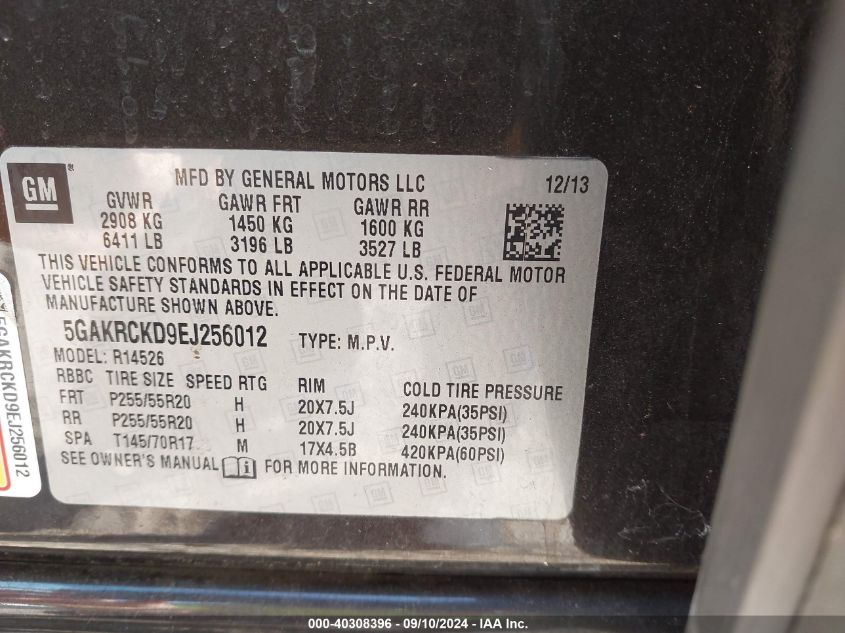 GM®
MFD BY GENERAL MOTORS LLC 12/13
GVWR GAWR FRT GAWR RR
2908 KG 1450 KG 1600 KG
6411 LB 3196 LB 3527 LB
THIS VEHICLE CONFORMS TO ALL APPLICABLE U.S. FEDERAL MOTOR
VEHICLE SAFETY STANDARDS IN EFFECT ON THE DATE OF
MANUFACTURE SHOWN ABOVE.
5GAKRCKD9EJ256012 TYPE: M.P.V.
MODEL: R14526
RBBC TIRE SIZE SPEED RTG RIM COLD TIRE PRESSURE
FRT P255/55R20 H 20X7.5J 240KPA(35PSI)
RR P255/55R20 H 20X7.5J 240KPA(35PSI)
SPA T145/70R17 M 17X4.5B 420KPA(60PSI)
SEE OWNER'S MANUAL i FOR MORE INFORMATION.
5GAKRCKD9EJ256012
000-40308396 - 09/10/2024 - IAA Inc.